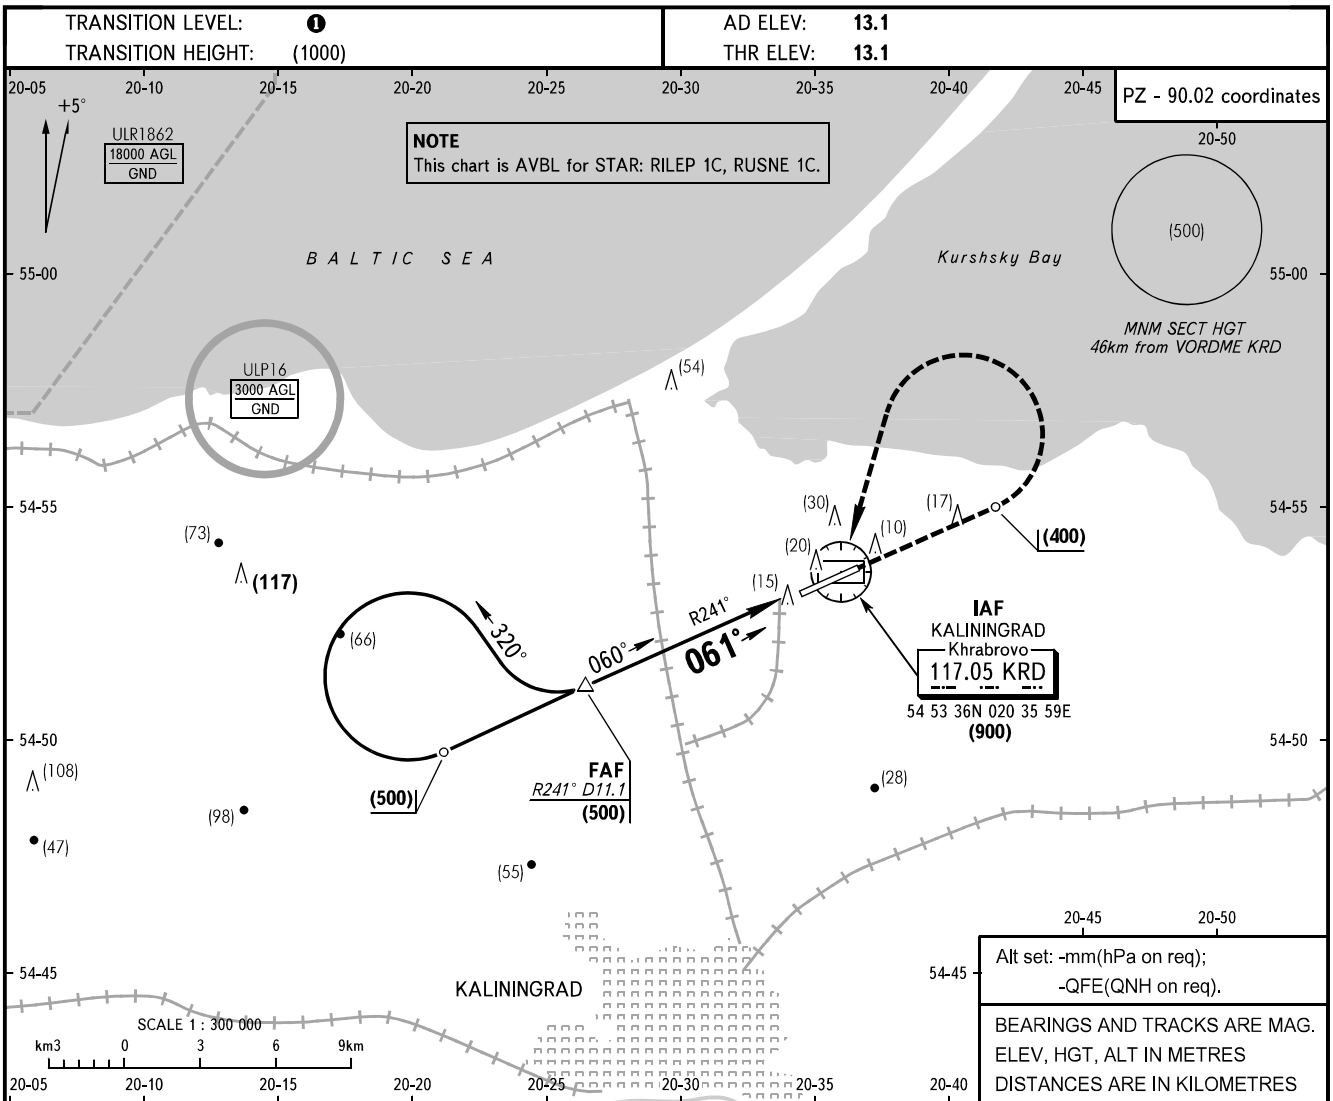 TRANSITION LEVEL: ❶
TRANSITION HEIGHT: (1000)
AD ELEV: 13.1
THR ELEV: 13.1
20-05 20-10 20-15 20-20 20-25 20-30 20-35 20-40 20-45
PZ - 90.02 coordinates
20-50
+5°
ULR1862
18000 AGL
GND
NOTE
This chart is AVBL for STAR: RILEP 1C, RUSNE 1C.
(500)
BALTIC SEA
Kurshsky Bay
55-00
55-00
MNM SECT HGT
46km from VORDME KRD
ULP16
3000 AGL
GND
(54)
54-55
54-55
(30)
(17)
(73)
(10)
(400)
(20)
(117)
(15)
R241°
IAF
KALININGRAD
Khrabrovo
117.05 KRD
54 53 36N 020 35 59E
(900)
(66)
320°
060°
061°
54-50
54-50
(108)
FAF
R241° D11.1
(500)
(500)
(28)
(98)
(47)
(55)
20-45 20-50
54-45
54-45
Alt set: -mm(hPa on req);
-QFE(QNH on req).
KALININGRAD
SCALE 1 : 300 000
km3 0 3 6 9km
BEARINGS AND TRACKS ARE MAG.
ELEV, HGT, ALT IN METRES
DISTANCES ARE IN KILOMETRES
20-05 20-10 20-15 20-20 20-25 20-30 20-35 20-40